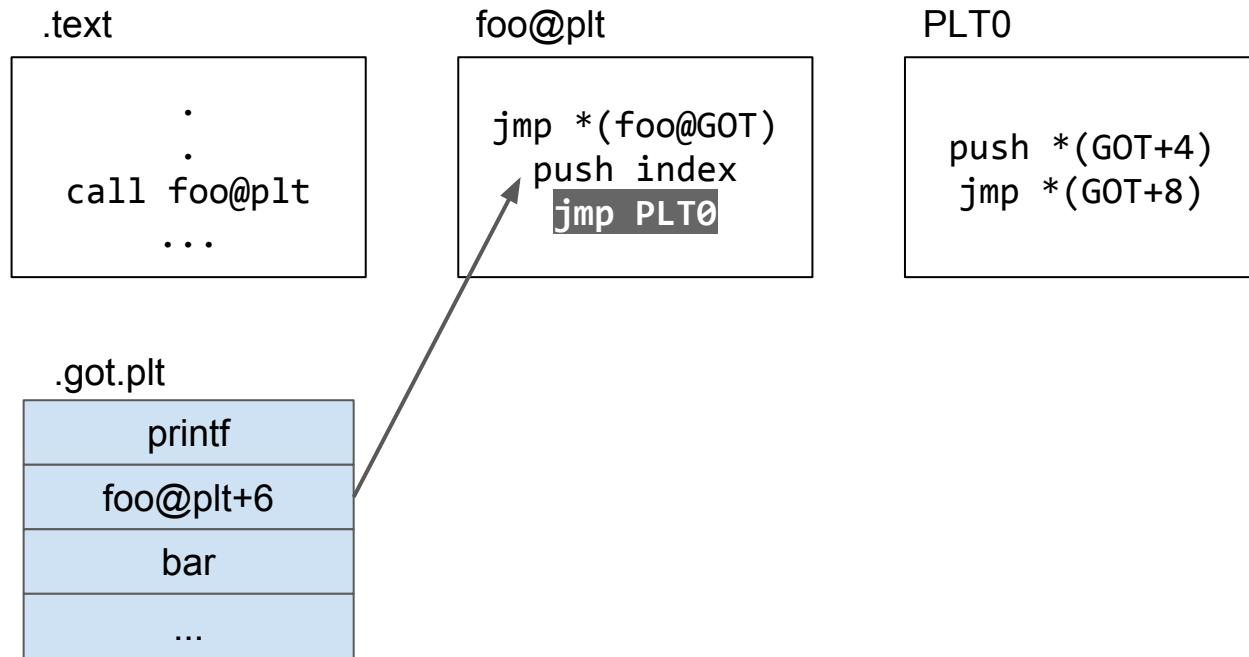 .text
.
.
call foo@plt
...
foo@plt
jmp *(foo@GOT)
push index
jmp PLT0
PLT0
push *(GOT+4)
jmp *(GOT+8)
.got.plt
printf
foo@plt+6
bar
...